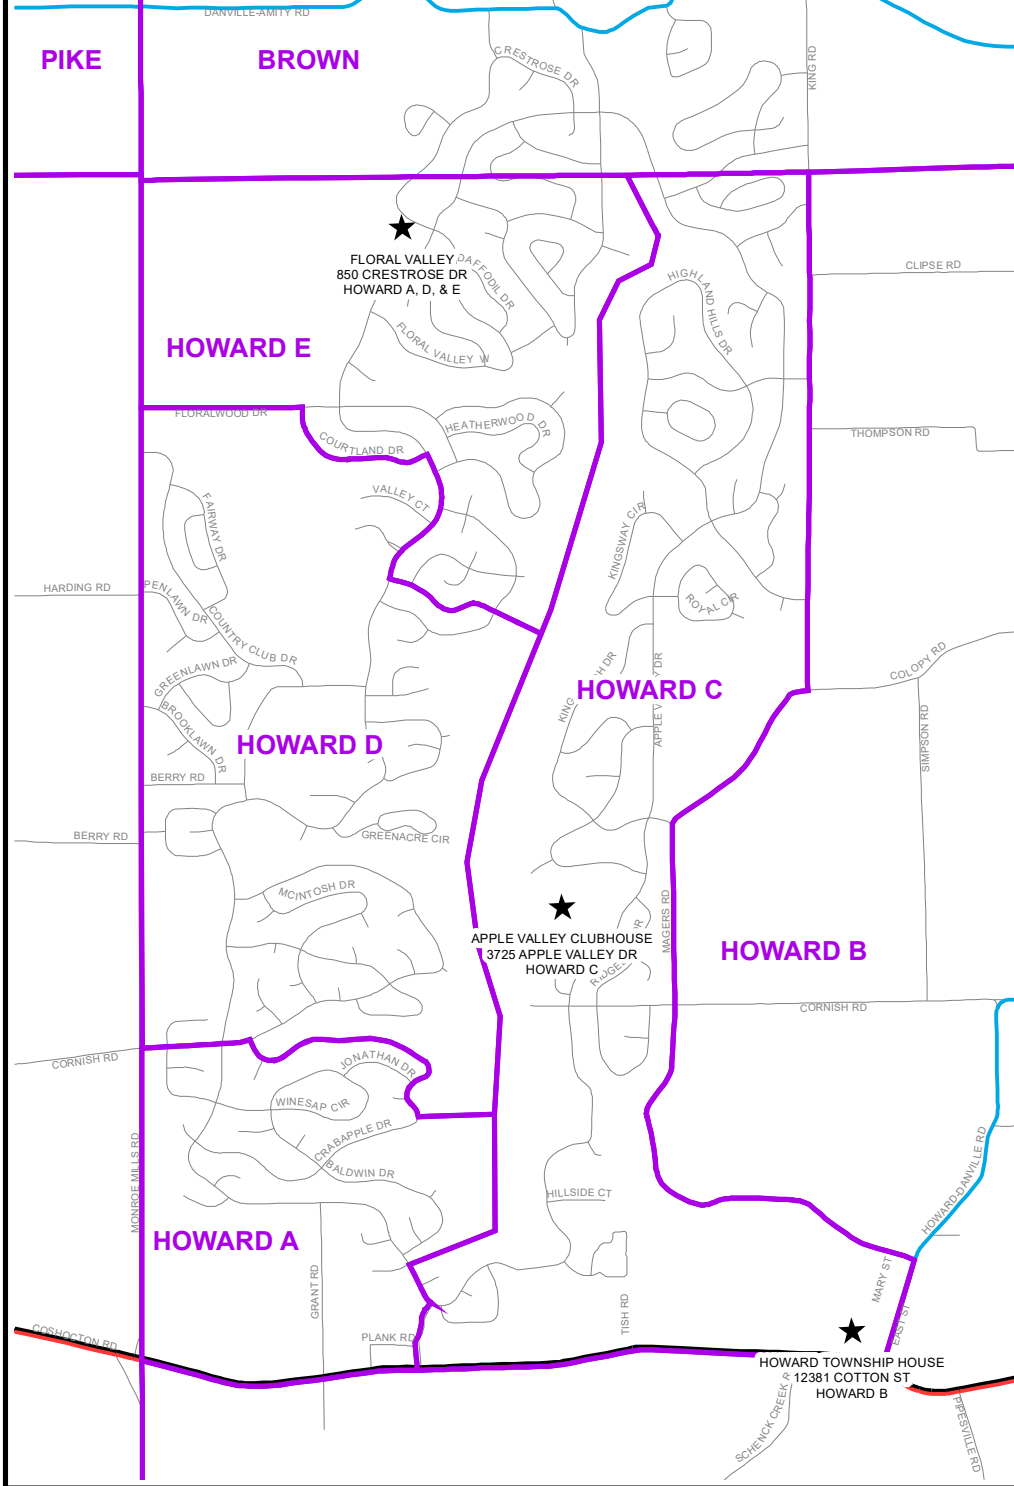 DANVILLE-AMITY RD
PIKE
BROWN
CRESTROSE DR
KING RD
FLORAL VALLEY
850 CRESTROSE DR
HOWARD A, D, & E
DAFFODIL DR
HIGHLAND HILLS DR
CLIPSE RD
FLORAL VALLEY W
HOWARD E
FLORALWOOD DR
HEATHERWOOD DR
COURTLAND DR
THOMPSON RD
VALLEY CT
FAIRWAY DR
KINGSWAY CIR
HARDING RD
PENLAWN DR
ROYAL CIR
COUNTRY CLUB DR
GREENLAWN DR
COLOPY RD
HOWARD C
BROOKLAWN DR
HOWARD D
SIMPSON RD
BERRY RD
BERRY RD
GREENACRE CIR
MCINTOSH DR
MAGERS RD
APPLE VALLEY CLUBHOUSE
3725 APPLE VALLEY DR
HOWARD C
HOWARD B
CORNISH RD
CORNISH RD
JONATHAN DR
WINESAP CIR
CRABAPPLE DR
BALDWIN DR
MONROE MILLS RD
HILLSIDE CT
HOWARD-DANVILLE RD
HOWARD A
MARY ST
GRANT RD
TISH RD
EAST ST
COSHOCTON RD
PLANK RD
HOWARD TOWNSHIP HOUSE
12381 COTTON ST
HOWARD B
SCHENCK CREEK R
PIPESVILLE RD